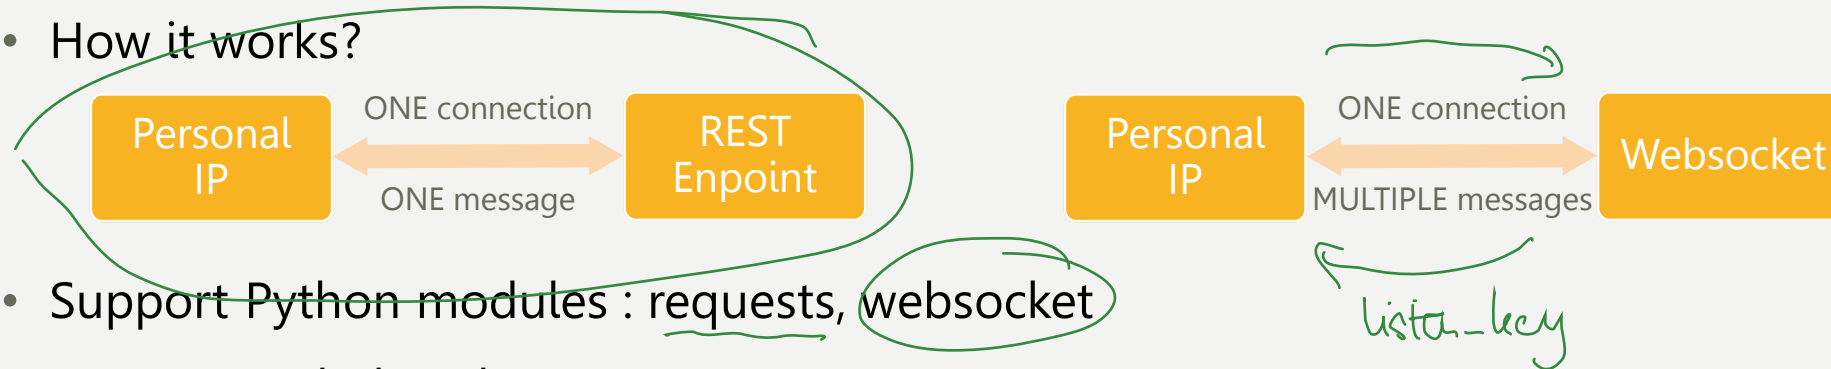 How it works?
Personal
IP
ONE connection
ONE message
REST
Enpoint
Personal
IP
ONE connection
MULTIPLE messages
Websocket
Support Python modules : requests, websocket
listen_key